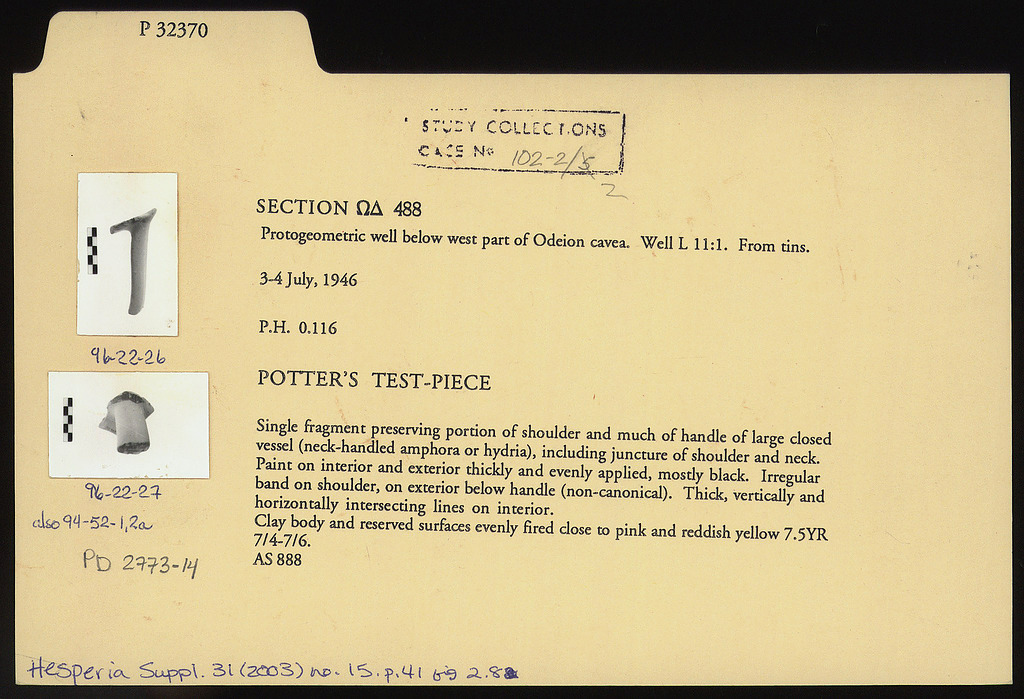 P 32370
STUDY COLLECTIONS
CASE No 102-2/5
2
SECTION ΩΔ 488
Protogeometric well below west part of Odeion cavea. Well L 11:1. From tins.
3-4 July, 1946
P.H. 0.116
96-22-26
POTTER'S TEST-PIECE
Single fragment preserving portion of shoulder and much of handle of large closed
vessel (neck-handled amphora or hydria), including juncture of shoulder and neck.
Paint on interior and exterior thickly and evenly applied, mostly black. Irregular
band on shoulder, on exterior below handle (non-canonical). Thick, vertically and
horizontally intersecting lines on interior.
Clay body and reserved surfaces evenly fired close to pink and reddish yellow 7.5YR
7/4-7/6.
AS 888
96-22-27
also 94-52-1,2a
PD 2773-14
Hesperia Suppl. 31 (2003) no. 15. p.41 fig 2.8